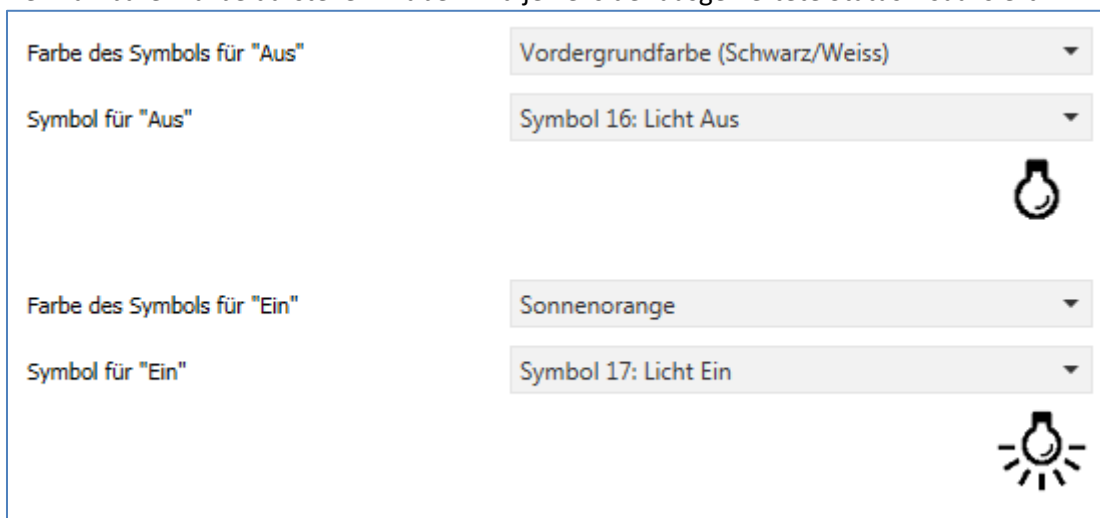 Farbe des Symbols für "Aus" Vordergrundfarbe (Schwarz/Weiss)
Symbol für "Aus" Symbol 16: Licht Aus
Farbe des Symbols für "Ein" Sonnenorange
Symbol für "Ein" Symbol 17: Licht Ein